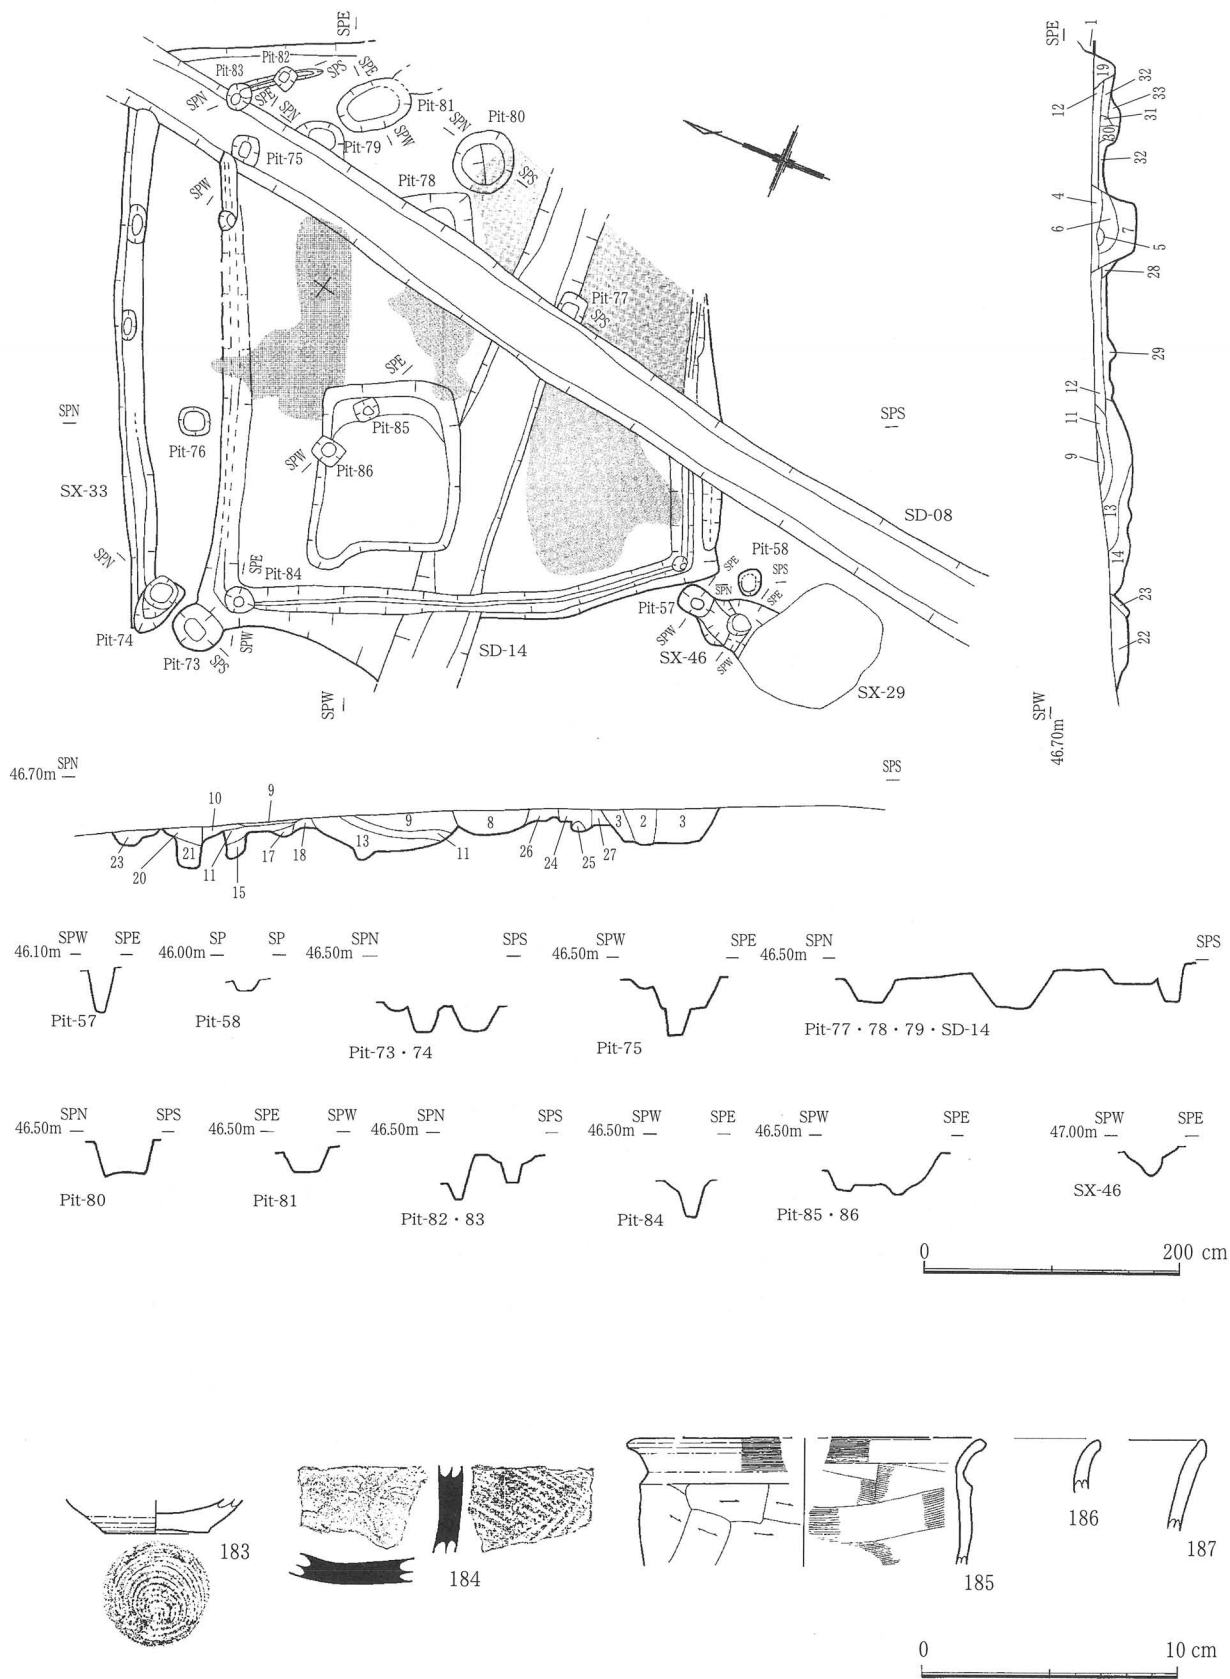 SPE
Pit-82
Pit-83
SPS
SPE
SPN
SPE
SPN
Pit-81
SPN
Pit-80
SPW
Pit-79
Pit-75
SPS
Pit-78
SPW
Pit-77
SPS
SPE
SPN
Pit-85
SPS
Pit-76
SPW
Pit-86
SX-33
SD-08
SPN
SPE
Pit-84
SPE
Pit-58
SPS
SPN
SPE
Pit-57
Pit-74
SPW
Pit-73
SPS
SPW
SD-14
SX-46
SPW
SX-29
SPW
SPE
1
19
32
12
33
31
30
32
4
6
7
5
28
29
12
11
9
13
14
23
22
SPW
46.70m
46.70m
SPN
SPS
10
9
9
8
3
2
3
23
20
21
11
15
17
18
13
11
26
24
25
27
46.10m SPW SPE
46.00m SP SP
46.50m SPN SPS
46.50m SPW SPE
46.50m SPN SPS
Pit-57
Pit-58
Pit-73・74
Pit-75
Pit-77・78・79・SD-14
46.50m SPN SPS
46.50m SPE SPW
46.50m SPN SPS
46.50m SPW SPE
46.50m SPW SPE
47.00m SPW SPE
Pit-80
Pit-81
Pit-82・83
Pit-84
Pit-85・86
SX-46
0 200 cm
183
184
185
186
187
0 10 cm